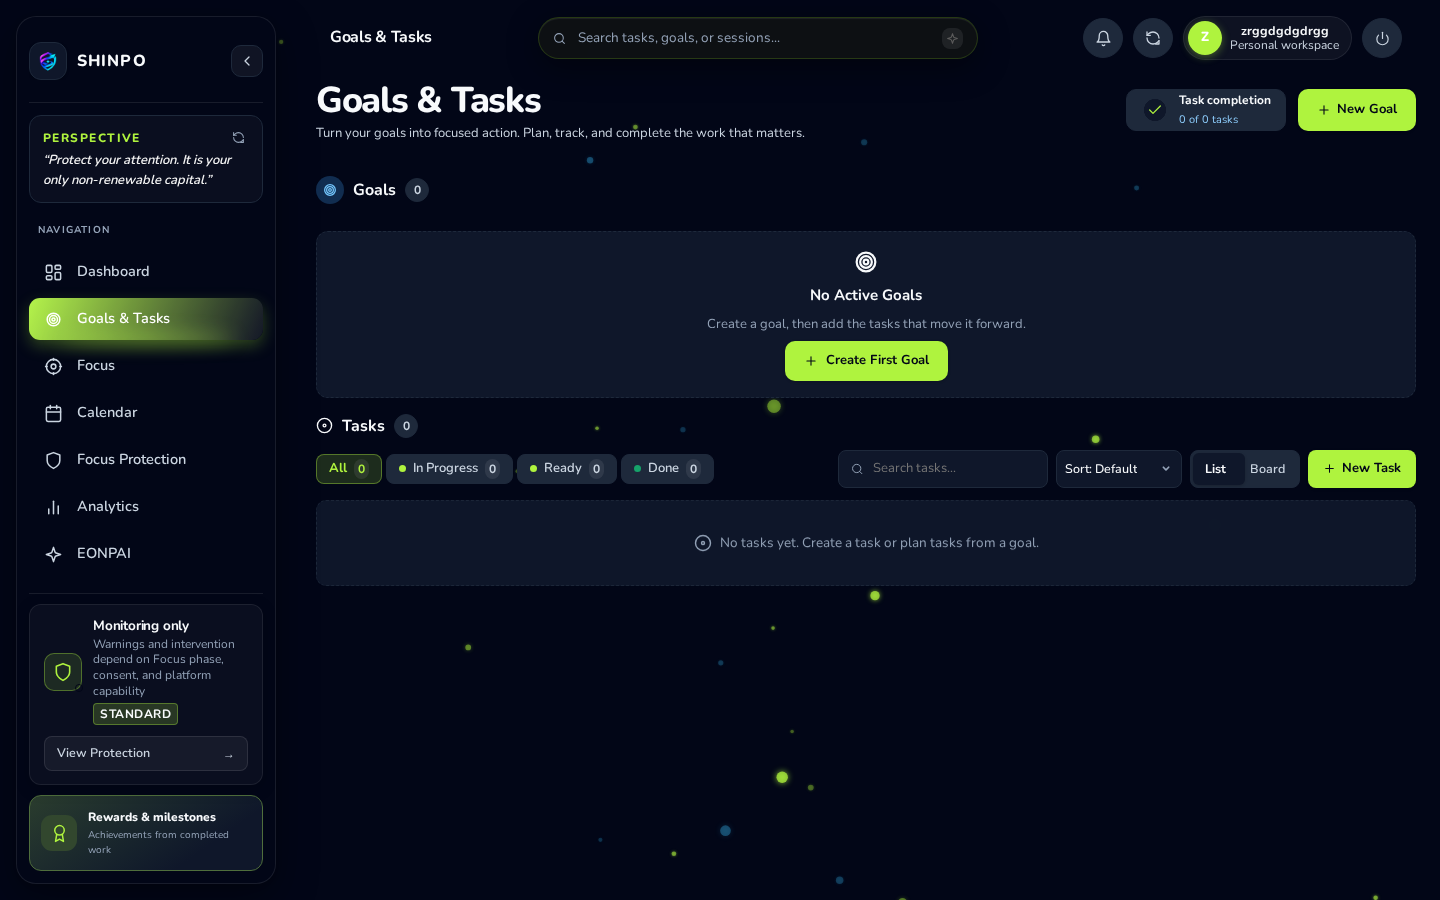 SHINPO
PERSPECTIVE
“Protect your attention. It is your
only non-renewable capital.”
NAVIGATION
Dashboard
Goals & Tasks
Focus
Calendar
Focus Protection
Analytics
EONPAI
Monitoring only
Warnings and intervention
depend on Focus phase,
consent, and platform
capability
STANDARD
View Protection →
Rewards & milestones
Achievements from completed
work
Goals & Tasks
Search tasks, goals, or sessions...
Z
zrggdgdgdrgg
Personal workspace
Goals & Tasks
Turn your goals into focused action. Plan, track, and complete the work that matters.
Task completion
0 of 0 tasks
New Goal
Goals 0
No Active Goals
Create a goal, then add the tasks that move it forward.
Create First Goal
Tasks 0
All 0 In Progress 0 Ready 0 Done 0
Search tasks...
Sort: Default
List Board
New Task
No tasks yet. Create a task or plan tasks from a goal.